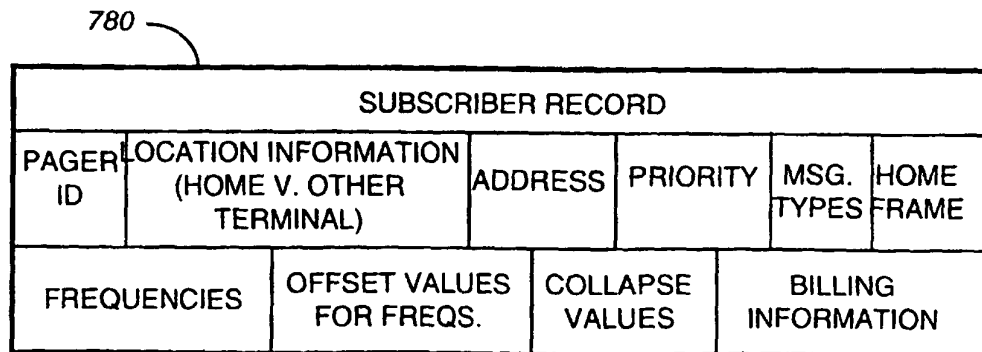 780
SUBSCRIBER RECORD
PAGER
ID
LOCATION INFORMATION
(HOME V. OTHER
TERMINAL)
ADDRESS
PRIORITY
MSG.
TYPES
HOME
FRAME
FREQUENCIES
OFFSET VALUES
FOR FREQS.
COLLAPSE
VALUES
BILLING
INFORMATION